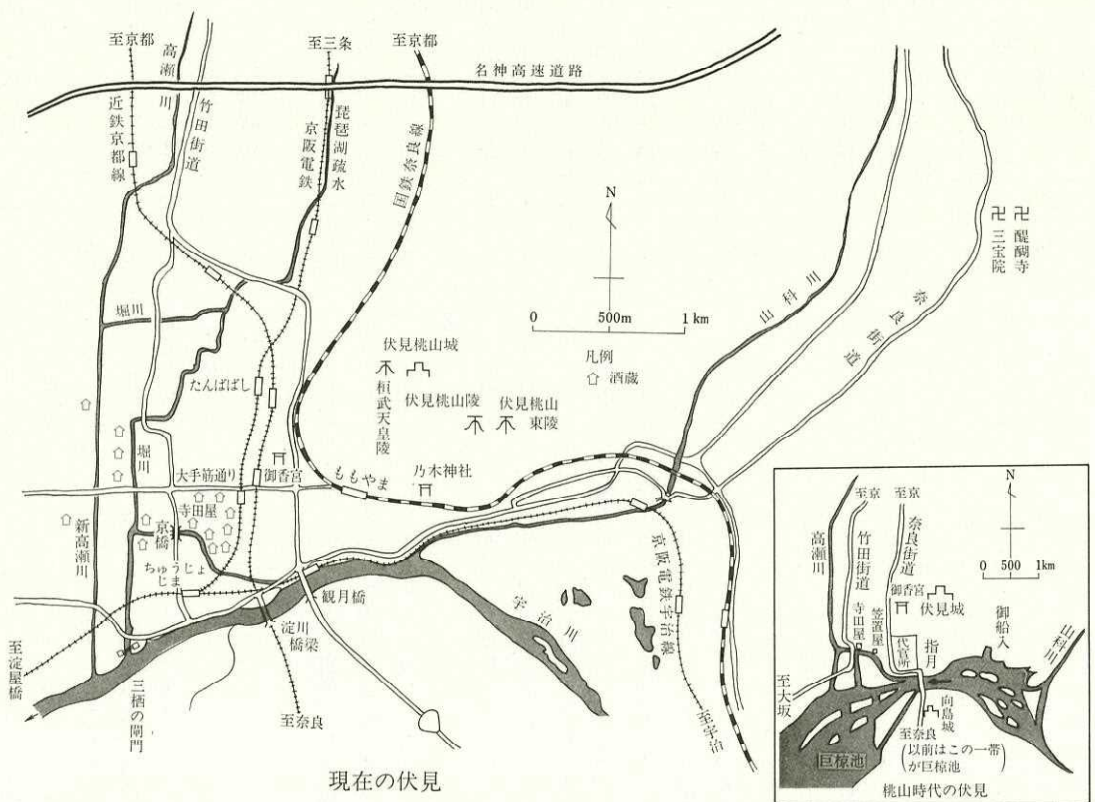 至京都
高瀬川
竹田街道
近鉄京都線
至三条
琵琶湖疏水
京阪電鉄
至京都
国鉄奈良線
名神高速道路
N
0 500m 1km
山科川
奈良街道
卍 三宝院
卍 醍醐寺
堀川
たんばばし
伏見桃山城
桓武天皇陵
伏見桃山陵
伏見桃山
東陵
凡例
酒蔵
堀川
大手筋通り
御香宮
ももやま
乃木神社
新高瀬川
京橋
寺田屋
ちゅうしょ
じま
観月橋
淀川
橋梁
宇治川
京阪電鉄宇治線
至淀屋橋
三栖の閘門
至奈良
至宇治
現在の伏見
N
0 500 1km
至京
至京
高瀬川
竹田街道
奈良街道
御香宮
伏見城
寺田屋
笠置屋
代官所
指月
御船入
山科川
至大坂
向島城
至奈良
(以前はこの一帯
が巨椋池)
巨椋池
桃山時代の伏見